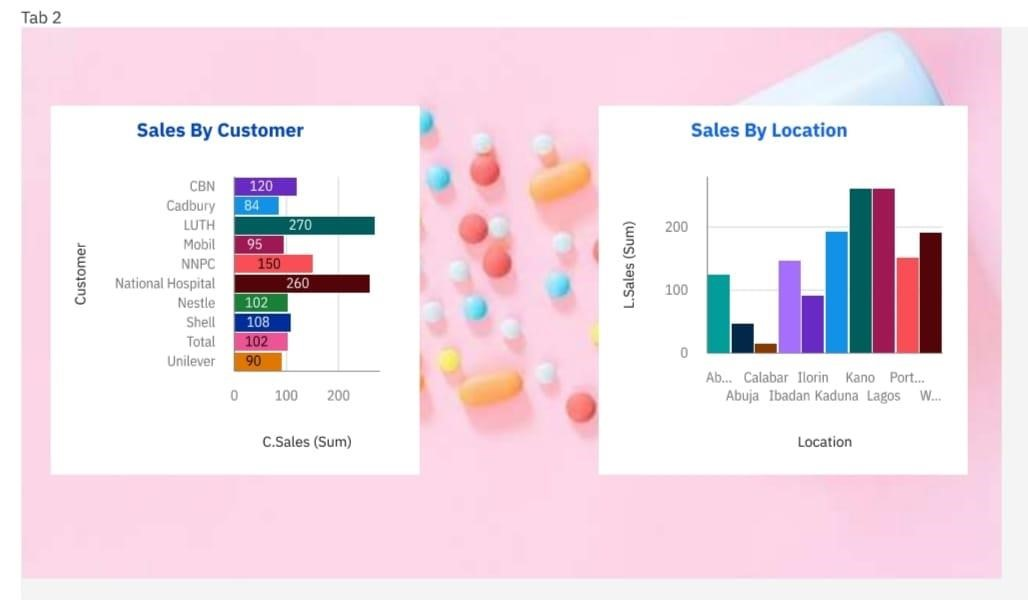 Tab 2
Sales By Customer
Customer
CBN 120
Cadbury 84
LUTH 270
Mobil 95
NNPC 150
National Hospital 260
Nestle 102
Shell 108
Total 102
Unilever 90
0 100 200
C.Sales (Sum)
Sales By Location
L.Sales (Sum)
200
100
0
Ab... Calabar Ilorin Kano Port...
Abuja Ibadan Kaduna Lagos W...
Location